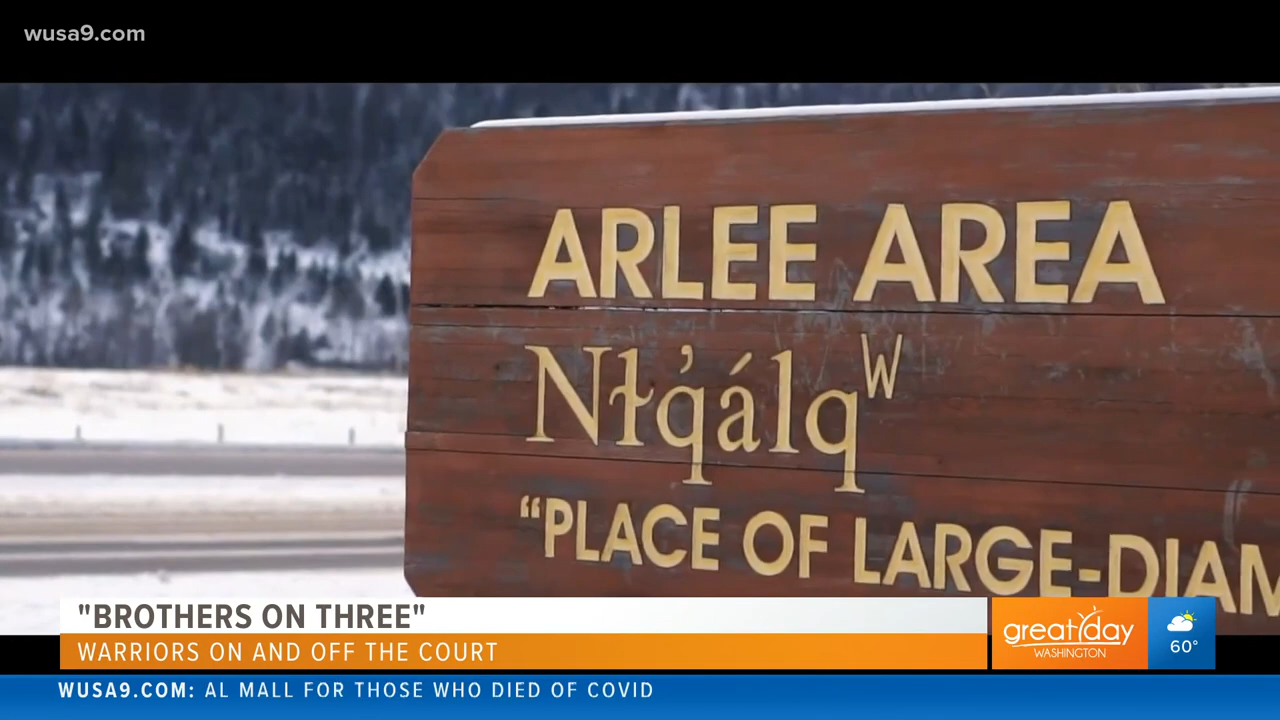 wusa9.com
ARLEE AREA
Nɫq̓álqʷ
“PLACE OF LARGE-DIAM
"BROTHERS ON THREE"
WARRIORS ON AND OFF THE COURT
great day
WASHINGTON
60°
WUSA9.COM: AL MALL FOR THOSE WHO DIED OF COVID